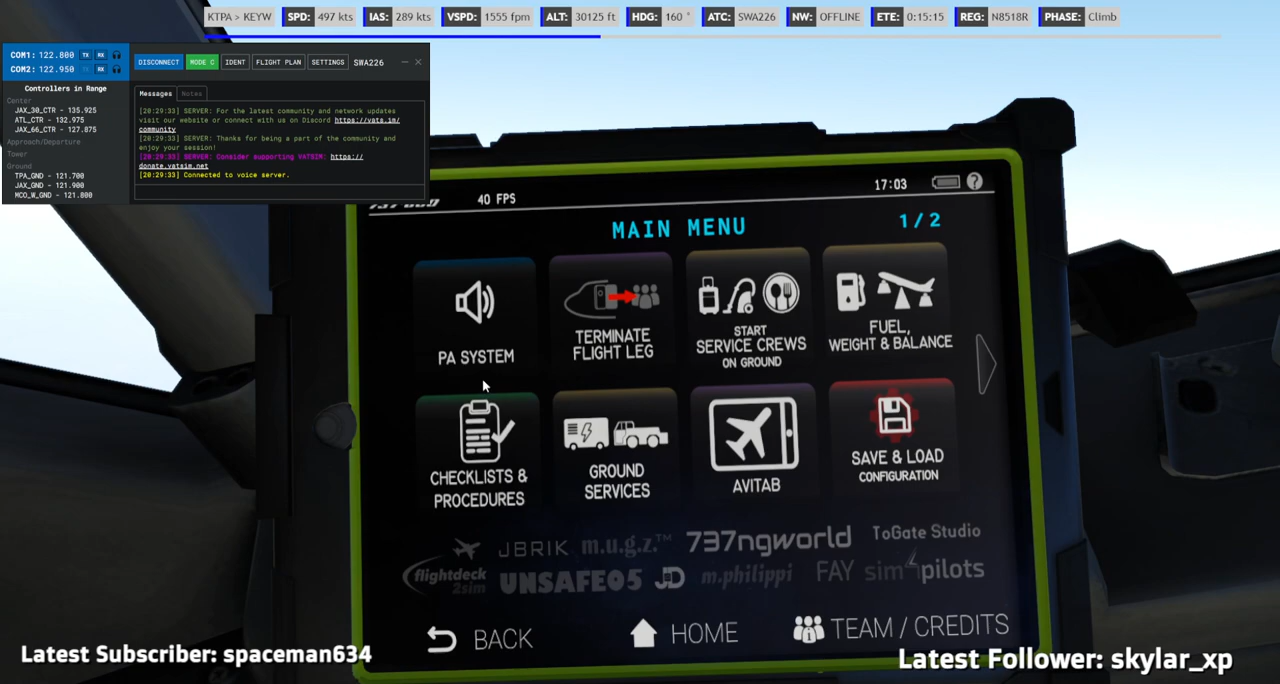 KTPA > KEYW SPD: 497 kts IAS: 289 kts VSPD: 1555 fpm ALT: 30125 ft HDG: 160 ° ATC: SWA226 NW: OFFLINE ETE: 0:15:15 REG: N8518R PHASE: Climb
COM1: 122.800 TX RX
COM2: 122.950 TX RX
DISCONNECT MODE C IDENT FLIGHT PLAN SETTINGS SWA226
Controllers in Range
Center
JAX_30_CTR - 135.925
ATL_CTR - 132.975
JAX_66_CTR - 127.875
Approach/Departure
Tower
Ground
TPA_GND - 121.700
JAX_GND - 121.900
MCO_W_GND - 121.800
Messages Notes
[20:29:33] SERVER: For the latest community and network updates
visit our website or connect with us on Discord https://vats.im/
community
[20:29:33] SERVER: Thanks for being a part of the community and
enjoy your session!
[20:29:33] SERVER: Consider supporting VATSIM: https://
donate.vatsim.net
[20:29:33] Connected to voice server.
40 FPS 17:03 ?
MAIN MENU 1/2
PA SYSTEM
TERMINATE
FLIGHT LEG
START
SERVICE CREWS
ON GROUND
FUEL,
WEIGHT & BALANCE
CHECKLISTS &
PROCEDURES
GROUND
SERVICES
AVITAB
SAVE & LOAD
CONFIGURATION
JBRIK m.u.g.z.™ 737ngworld ToGate Studio
flightdeck
2sim
UNSAFE05 JD m.philippi FAY sim4pilots
BACK HOME TEAM / CREDITS
Latest Subscriber: spaceman634
Latest Follower: skylar_xp